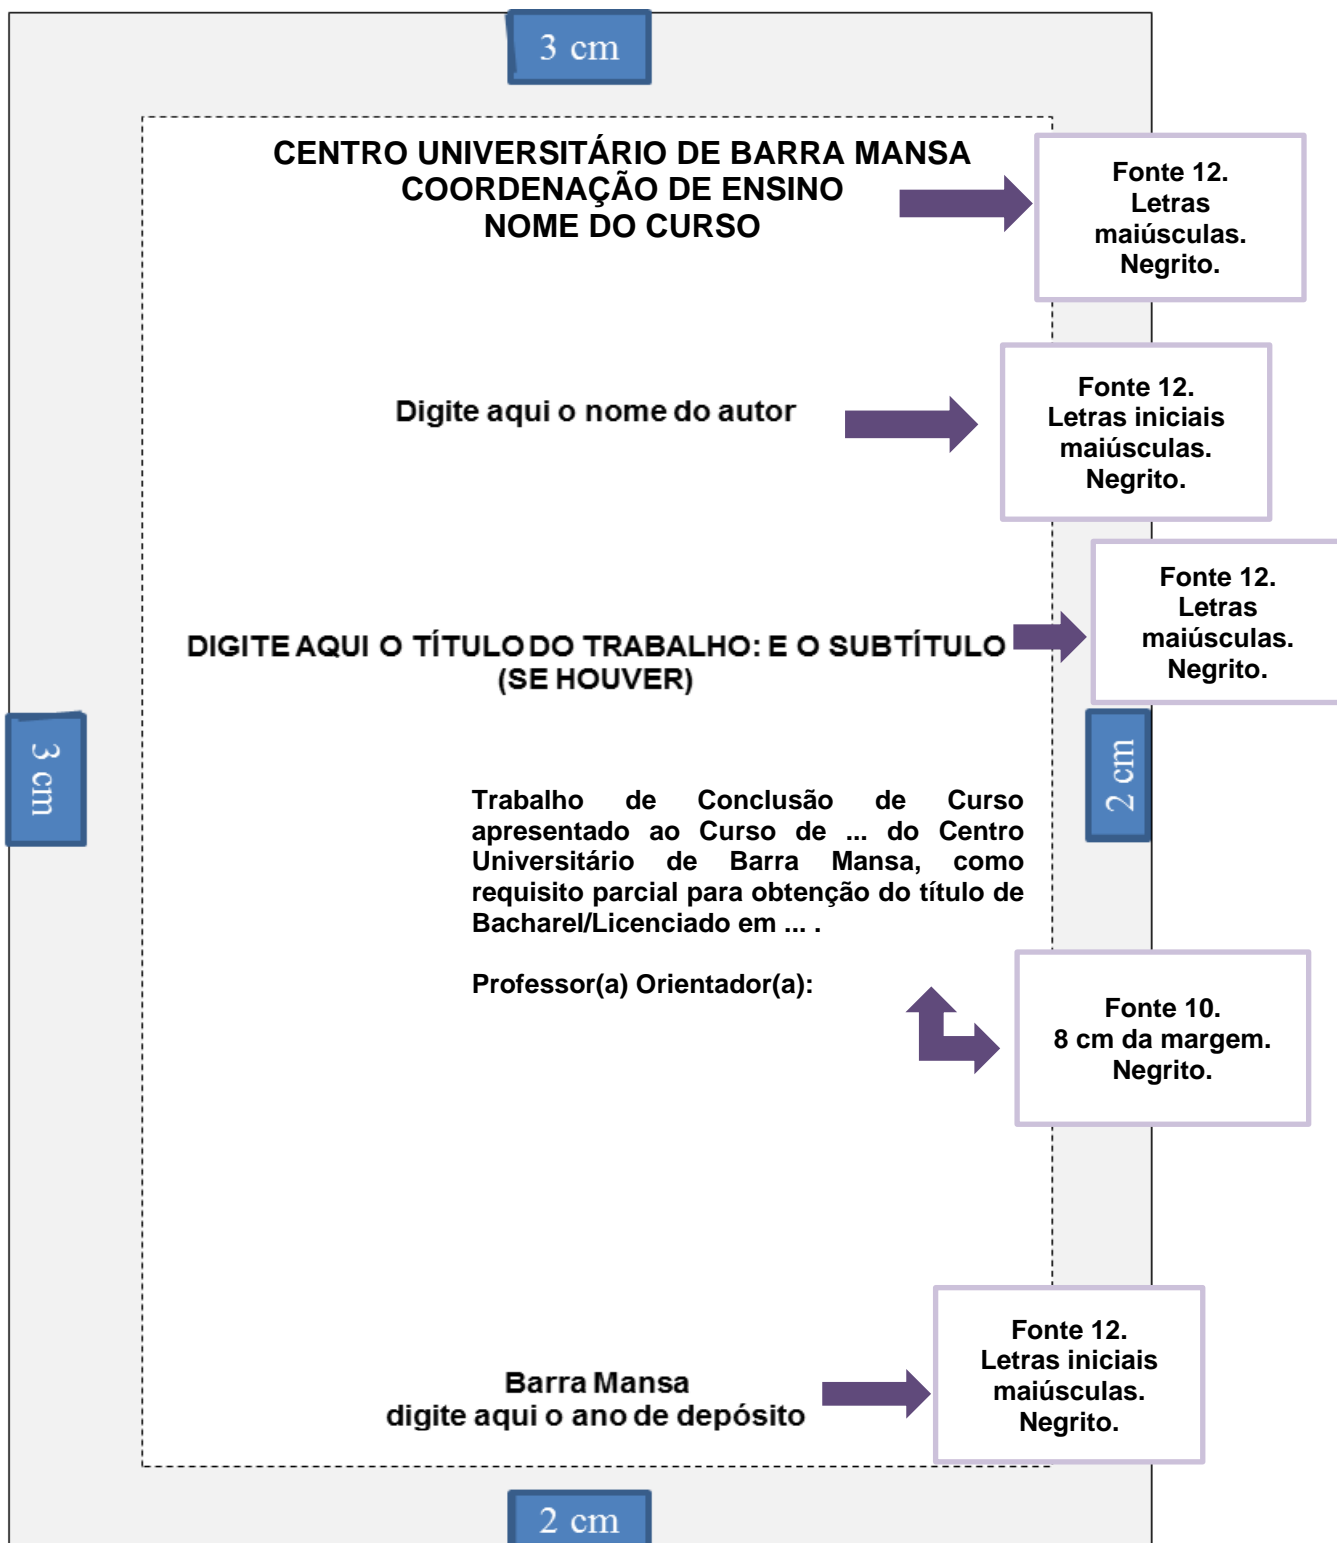 3 cm
CENTRO UNIVERSITÁRIO DE BARRA MANSA
COORDENAÇÃO DE ENSINO
NOME DO CURSO
Fonte 12.
Letras
maiúsculas.
Negrito.
Digite aqui o nome do autor
Fonte 12.
Letras iniciais
maiúsculas.
Negrito.
DIGITE AQUI O TÍTULO DO TRABALHO: E O SUBTÍTULO
(SE HOUVER)
Fonte 12.
Letras
maiúsculas.
Negrito.
3 cm
2 cm
Trabalho de Conclusão de Curso
apresentado ao Curso de ... do Centro
Universitário de Barra Mansa, como
requisito parcial para obtenção do título de
Bacharel/Licenciado em ... .
Professor(a) Orientador(a):
Fonte 10.
8 cm da margem.
Negrito.
Barra Mansa
digite aqui o ano de depósito
Fonte 12.
Letras iniciais
maiúsculas.
Negrito.
2 cm